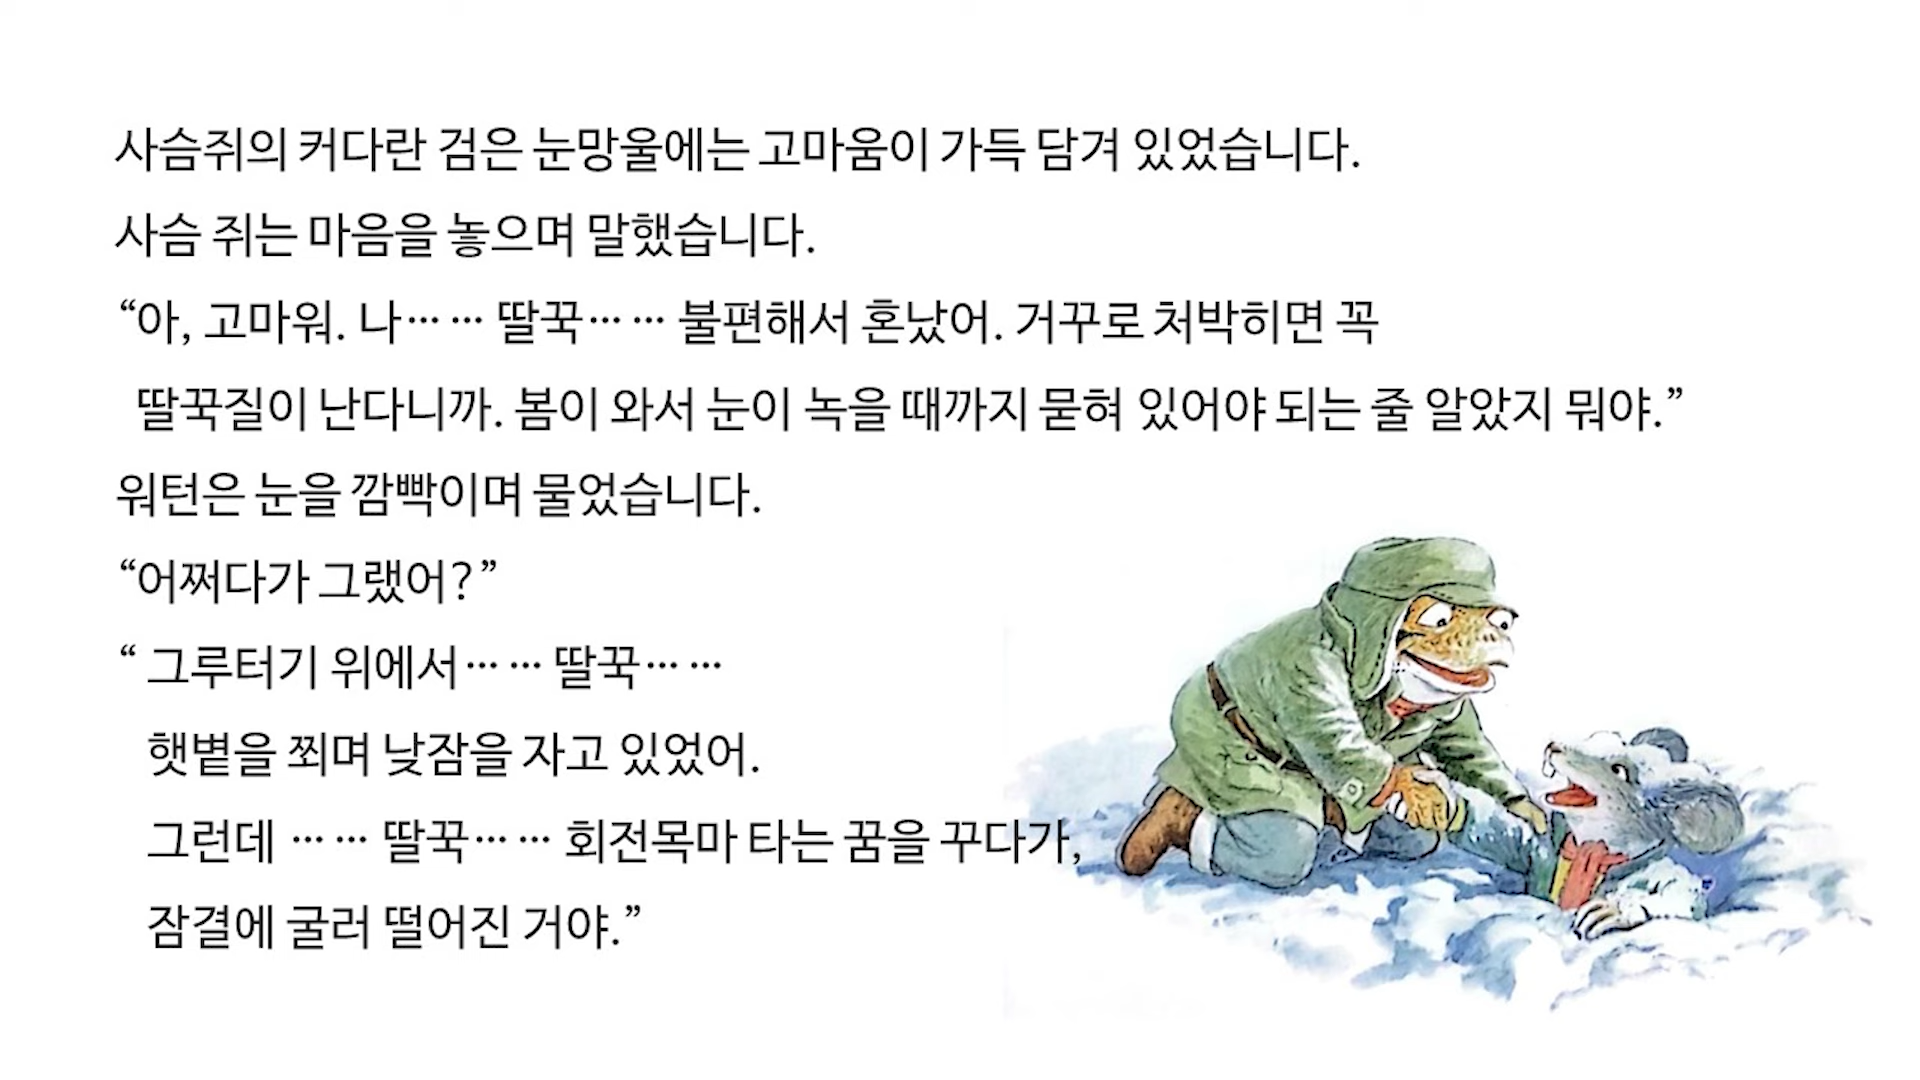 사슴쥐의 커다란 검은 눈망울에는 고마움이 가득 담겨 있었습니다.
사슴 쥐는 마음을 놓으며 말했습니다.
“아, 고마워. 나… … 딸꾹… … 불편해서 혼났어. 거꾸로 처박히면 꼭
딸꾹질이 난다니까. 봄이 와서 눈이 녹을 때까지 묻혀 있어야 되는 줄 알았지 뭐야.”
워턴은 눈을 깜빡이며 물었습니다.
“어쩌다가 그랬어?”
“ 그루터기 위에서… … 딸꾹… …
햇볕을 쬐며 낮잠을 자고 있었어.
그런데 … … 딸꾹… … 회전목마 타는 꿈을 꾸다가,
잠결에 굴러 떨어진 거야.”